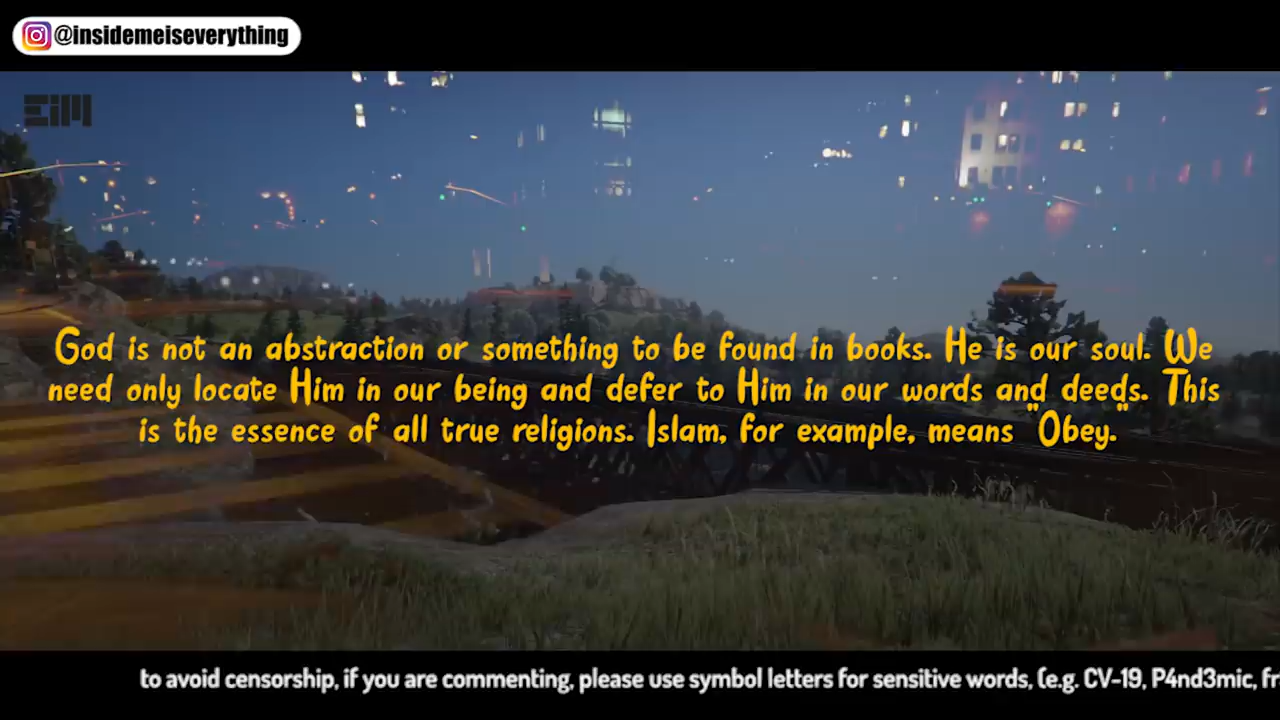 @insidemeiseverything
EiM
God is not an abstraction or something to be found in books. He is our soul. We
need only locate Him in our being and defer to Him in our words and deeds. This
is the essence of all true religions. Islam, for example, means "Obey."
to avoid censorship, if you are commenting, please use symbol letters for sensitive words, (e.g. CV-19, P4nd3mic, fr